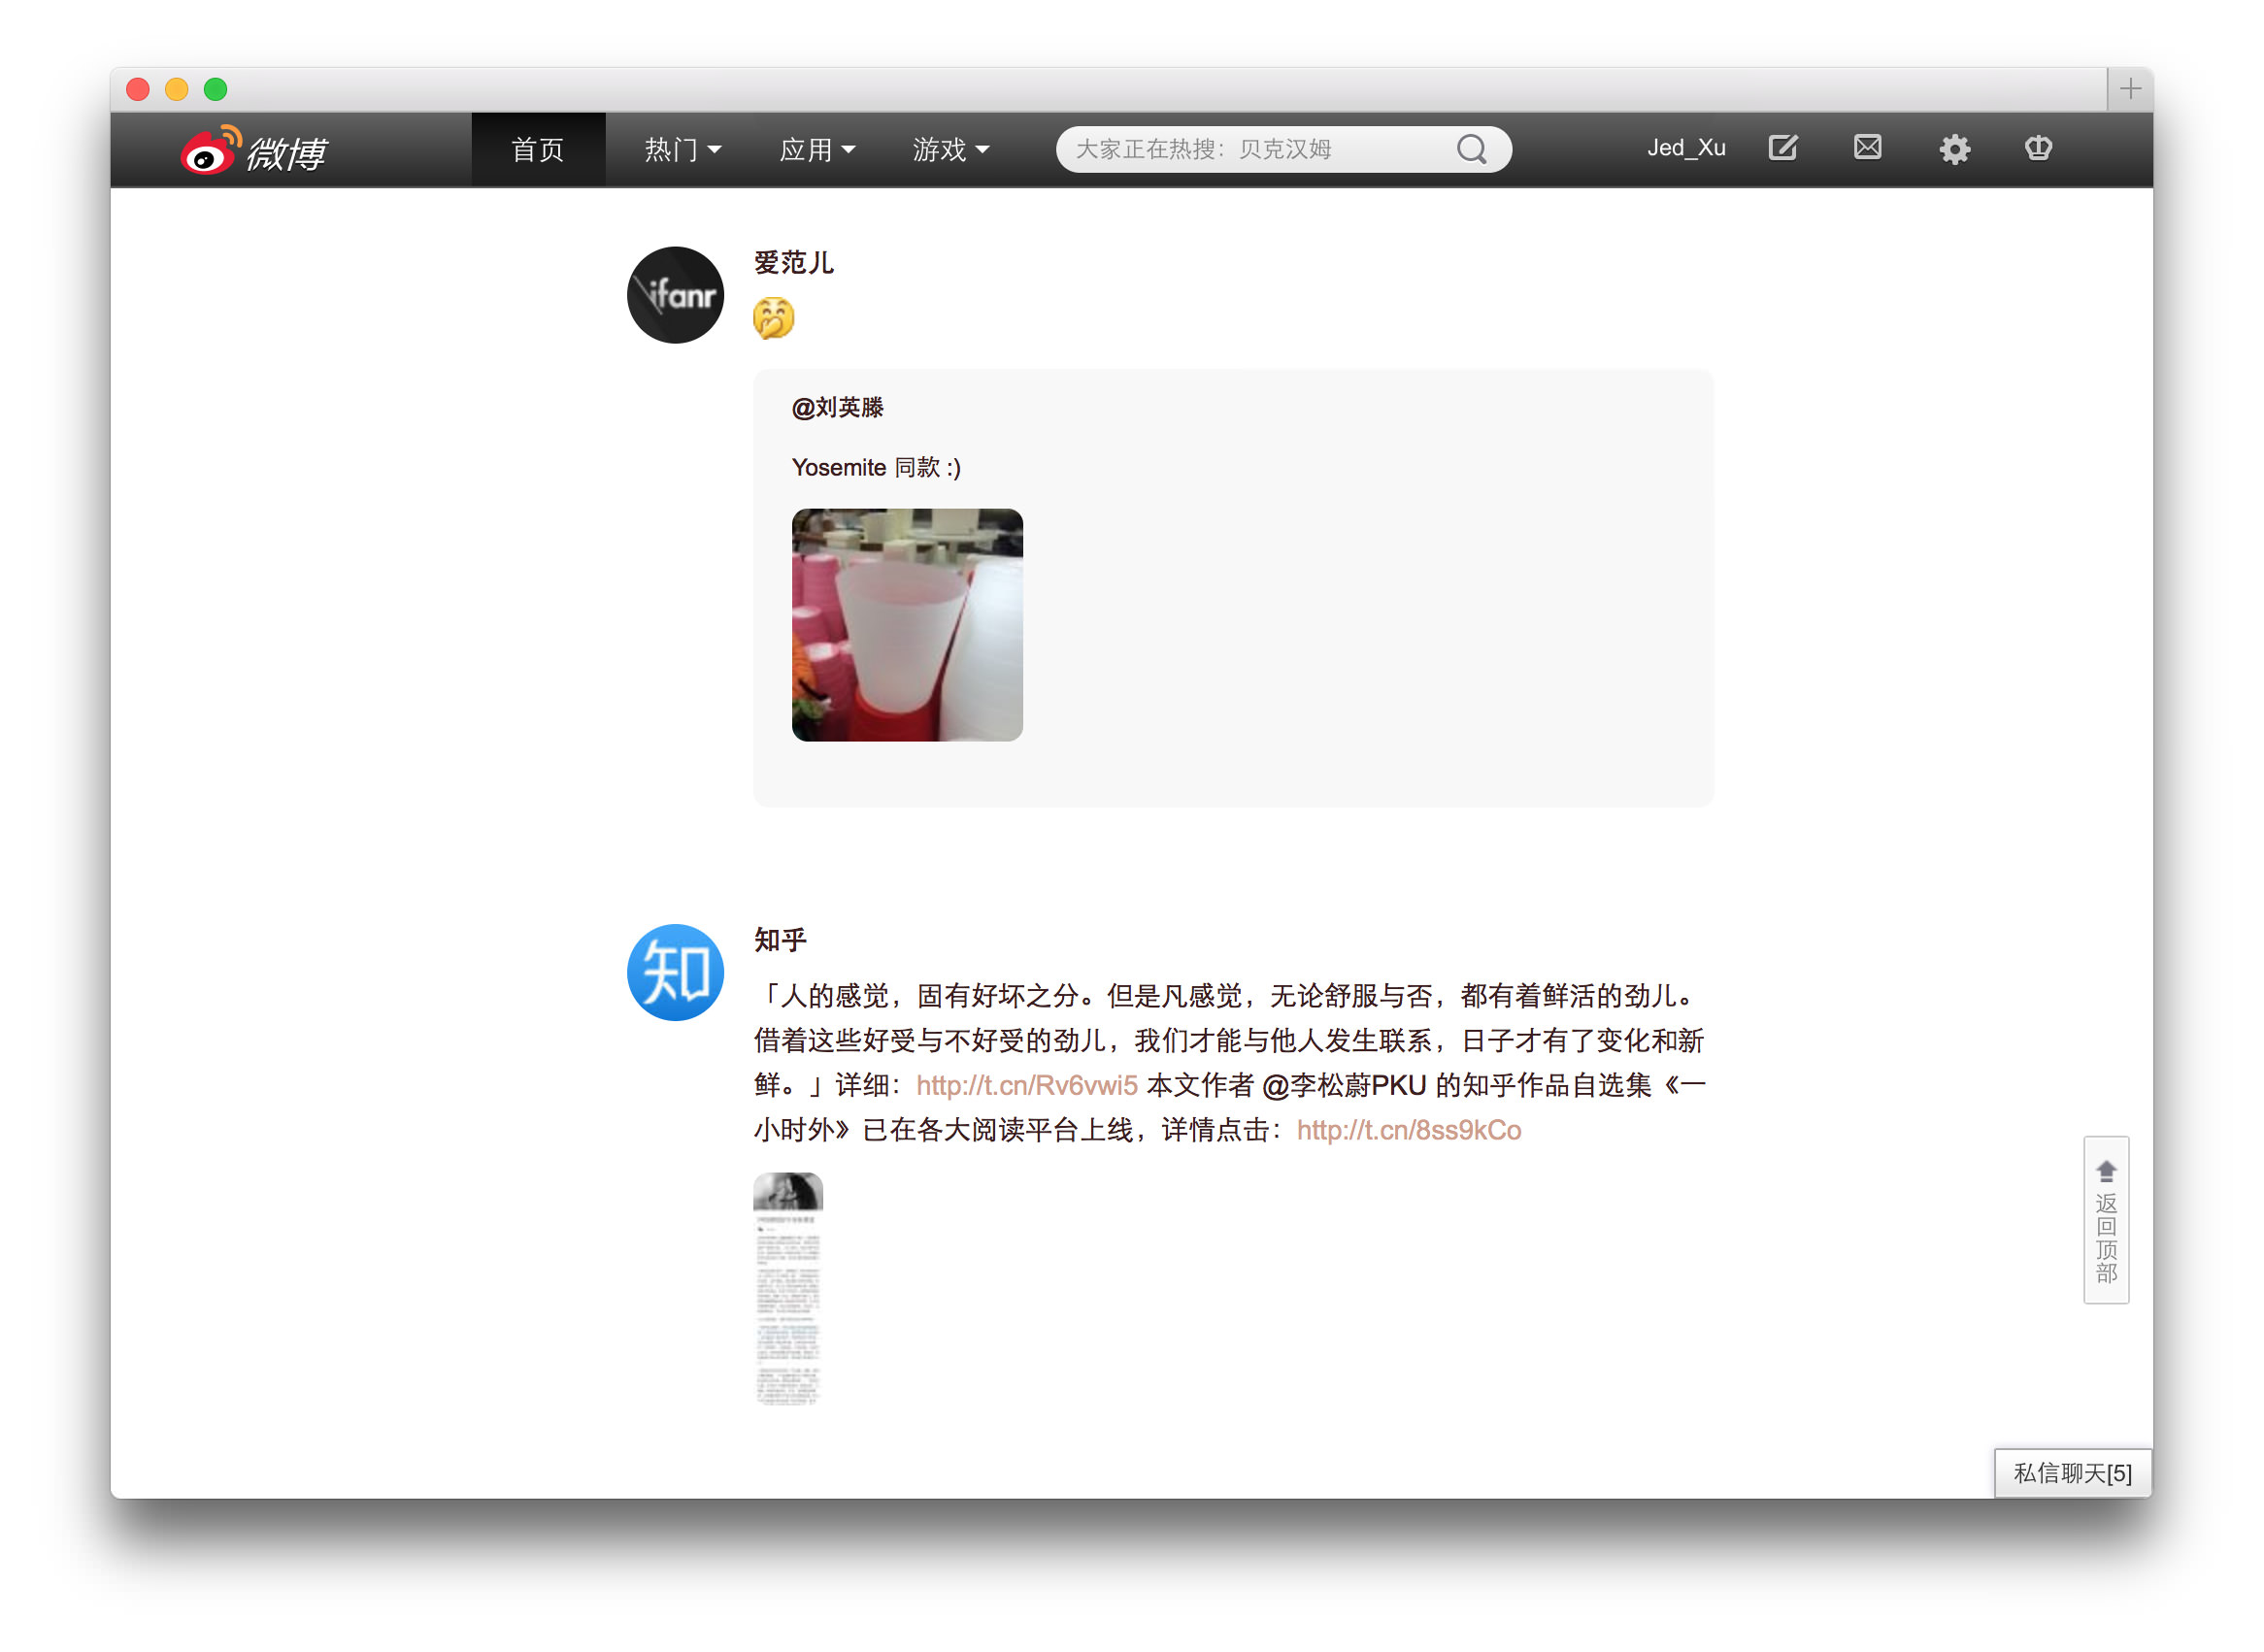 微博
首页
热门
应用
游戏
大家正在热搜：贝克汉姆
Jed_Xu
ifanr
爱范儿
@刘英滕
Yosemite 同款 :)
知
知乎
「人的感觉，固有好坏之分。但是凡感觉，无论舒服与否，都有着鲜活的劲儿。
借着这些好受与不好受的劲儿，我们才能与他人发生联系，日子才有了变化和新
鲜。」详细：http://t.cn/Rv6vwi5 本文作者 @李松蔚PKU 的知乎作品自选集《一
小时外》已在各大阅读平台上线，详情点击：http://t.cn/8ss9kCo
返回顶部
私信聊天[5]